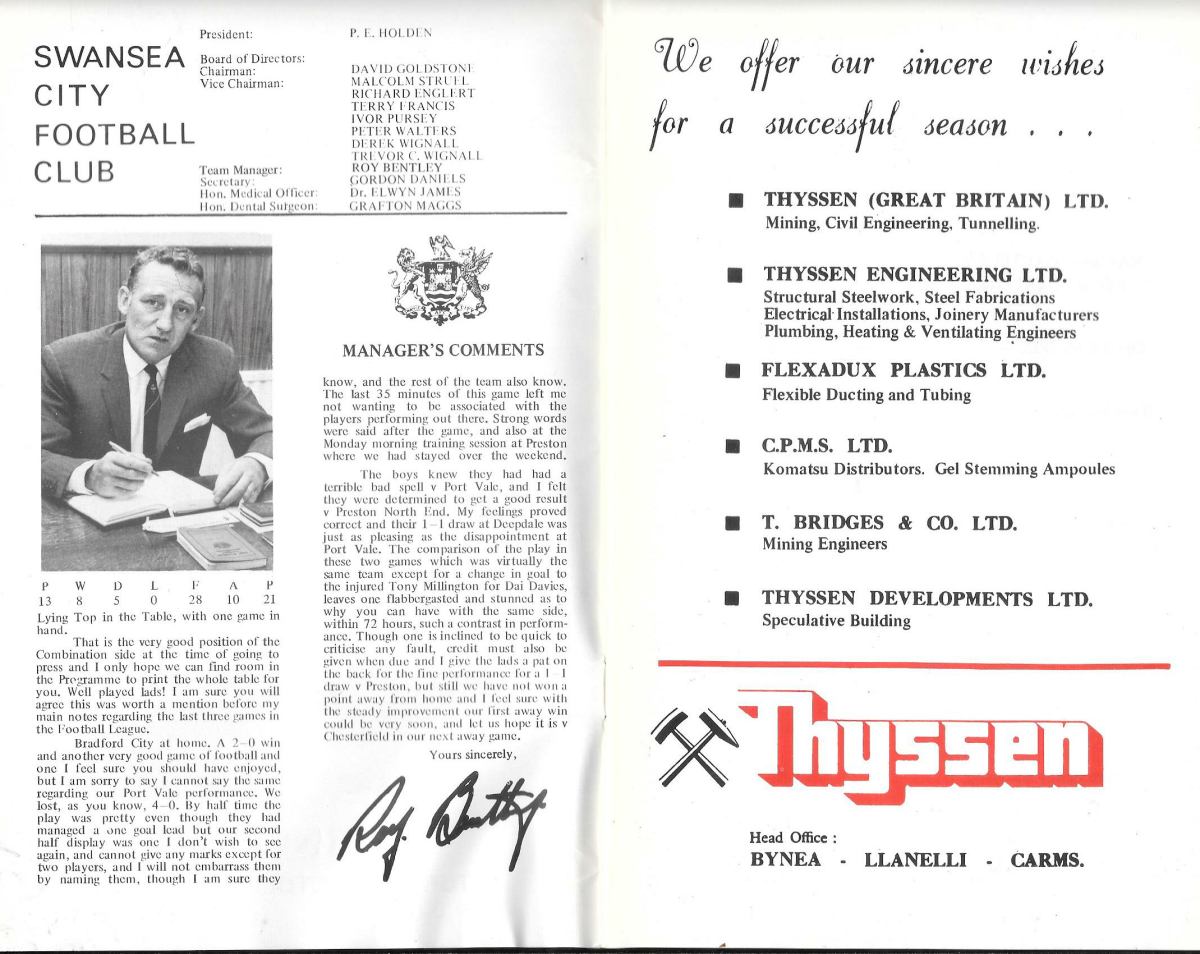 SWANSEA
CITY
FOOTBALL
CLUB
President: P. E. HOLDEN
Board of Directors:
Chairman: DAVID GOLDSTONE
Vice Chairman: MALCOLM STRUEL
RICHARD ENGLERT
TERRY FRANCIS
IVOR PURSEY
PETER WALTERS
DEREK WIGNALL
TREVOR C. WIGNALL
Team Manager: ROY BENTLEY
Secretary: GORDON DANIELS
Hon. Medical Officer: Dr. ELWYN JAMES
Hon. Dental Surgeon: GRAFTON MAGGS
P W D L F A P
13 8 5 0 28 10 21
Lying Top in the Table, with one game in
hand.
That is the very good position of the
Combination side at the time of going to
press and I only hope we can find room in
the Programme to print the whole table for
you. Well played lads! I am sure you will
agree this was worth a mention before my
main notes regarding the last three games in
the Football League.
Bradford City at home. A 2-0 win
and another very good game of football and
one I feel sure you should have enjoyed,
but I am sorry to say I cannot say the same
regarding our Port Vale performance. We
lost, as you know, 4-0. By half time the
play was pretty even though they had
managed a one goal lead but our second
half display was one I don't wish to see
again, and cannot give any marks except for
two players, and I will not embarrass them
by naming them, though I am sure they
MANAGER'S COMMENTS
know, and the rest of the team also know.
The last 35 minutes of this game left me
not wanting to be associated with the
players performing out there. Strong words
were said after the game, and also at the
Monday morning training session at Preston
where we had stayed over the weekend.
The boys knew they had had a
terrible bad spell v Port Vale, and I felt
they were determined to get a good result
v Preston North End. My feelings proved
correct and their 1-1 draw at Deepdale was
just as pleasing as the disappointment at
Port Vale. The comparison of the play in
these two games which was virtually the
same team except for a change in goal to
the injured Tony Millington for Dai Davies,
leaves one flabbergasted and stunned as to
why you can have with the same side,
within 72 hours, such a contrast in perform-
ance. Though one is inclined to be quick to
criticise any fault, credit must also be
given when due and I give the lads a pat on
the back for the fine performance for a 1-1
draw v Preston, but still we have not won a
point away from home and I feel sure with
the steady improvement our first away win
could be very soon, and let us hope it is v
Chesterfield in our next away game.
Yours sincerely,
Roy Bentley
We offer our sincere wishes
for a successful season . . .
■ THYSSEN (GREAT BRITAIN) LTD.
Mining, Civil Engineering, Tunnelling.
■ THYSSEN ENGINEERING LTD.
Structural Steelwork, Steel Fabrications
Electrical Installations, Joinery Manufacturers
Plumbing, Heating & Ventilating Engineers
■ FLEXADUX PLASTICS LTD.
Flexible Ducting and Tubing
■ C.P.M.S. LTD.
Komatsu Distributors. Gel Stemming Ampoules
■ T. BRIDGES & CO. LTD.
Mining Engineers
■ THYSSEN DEVELOPMENTS LTD.
Speculative Building
Thyssen
Head Office :
BYNEA - LLANELLI - CARMS.